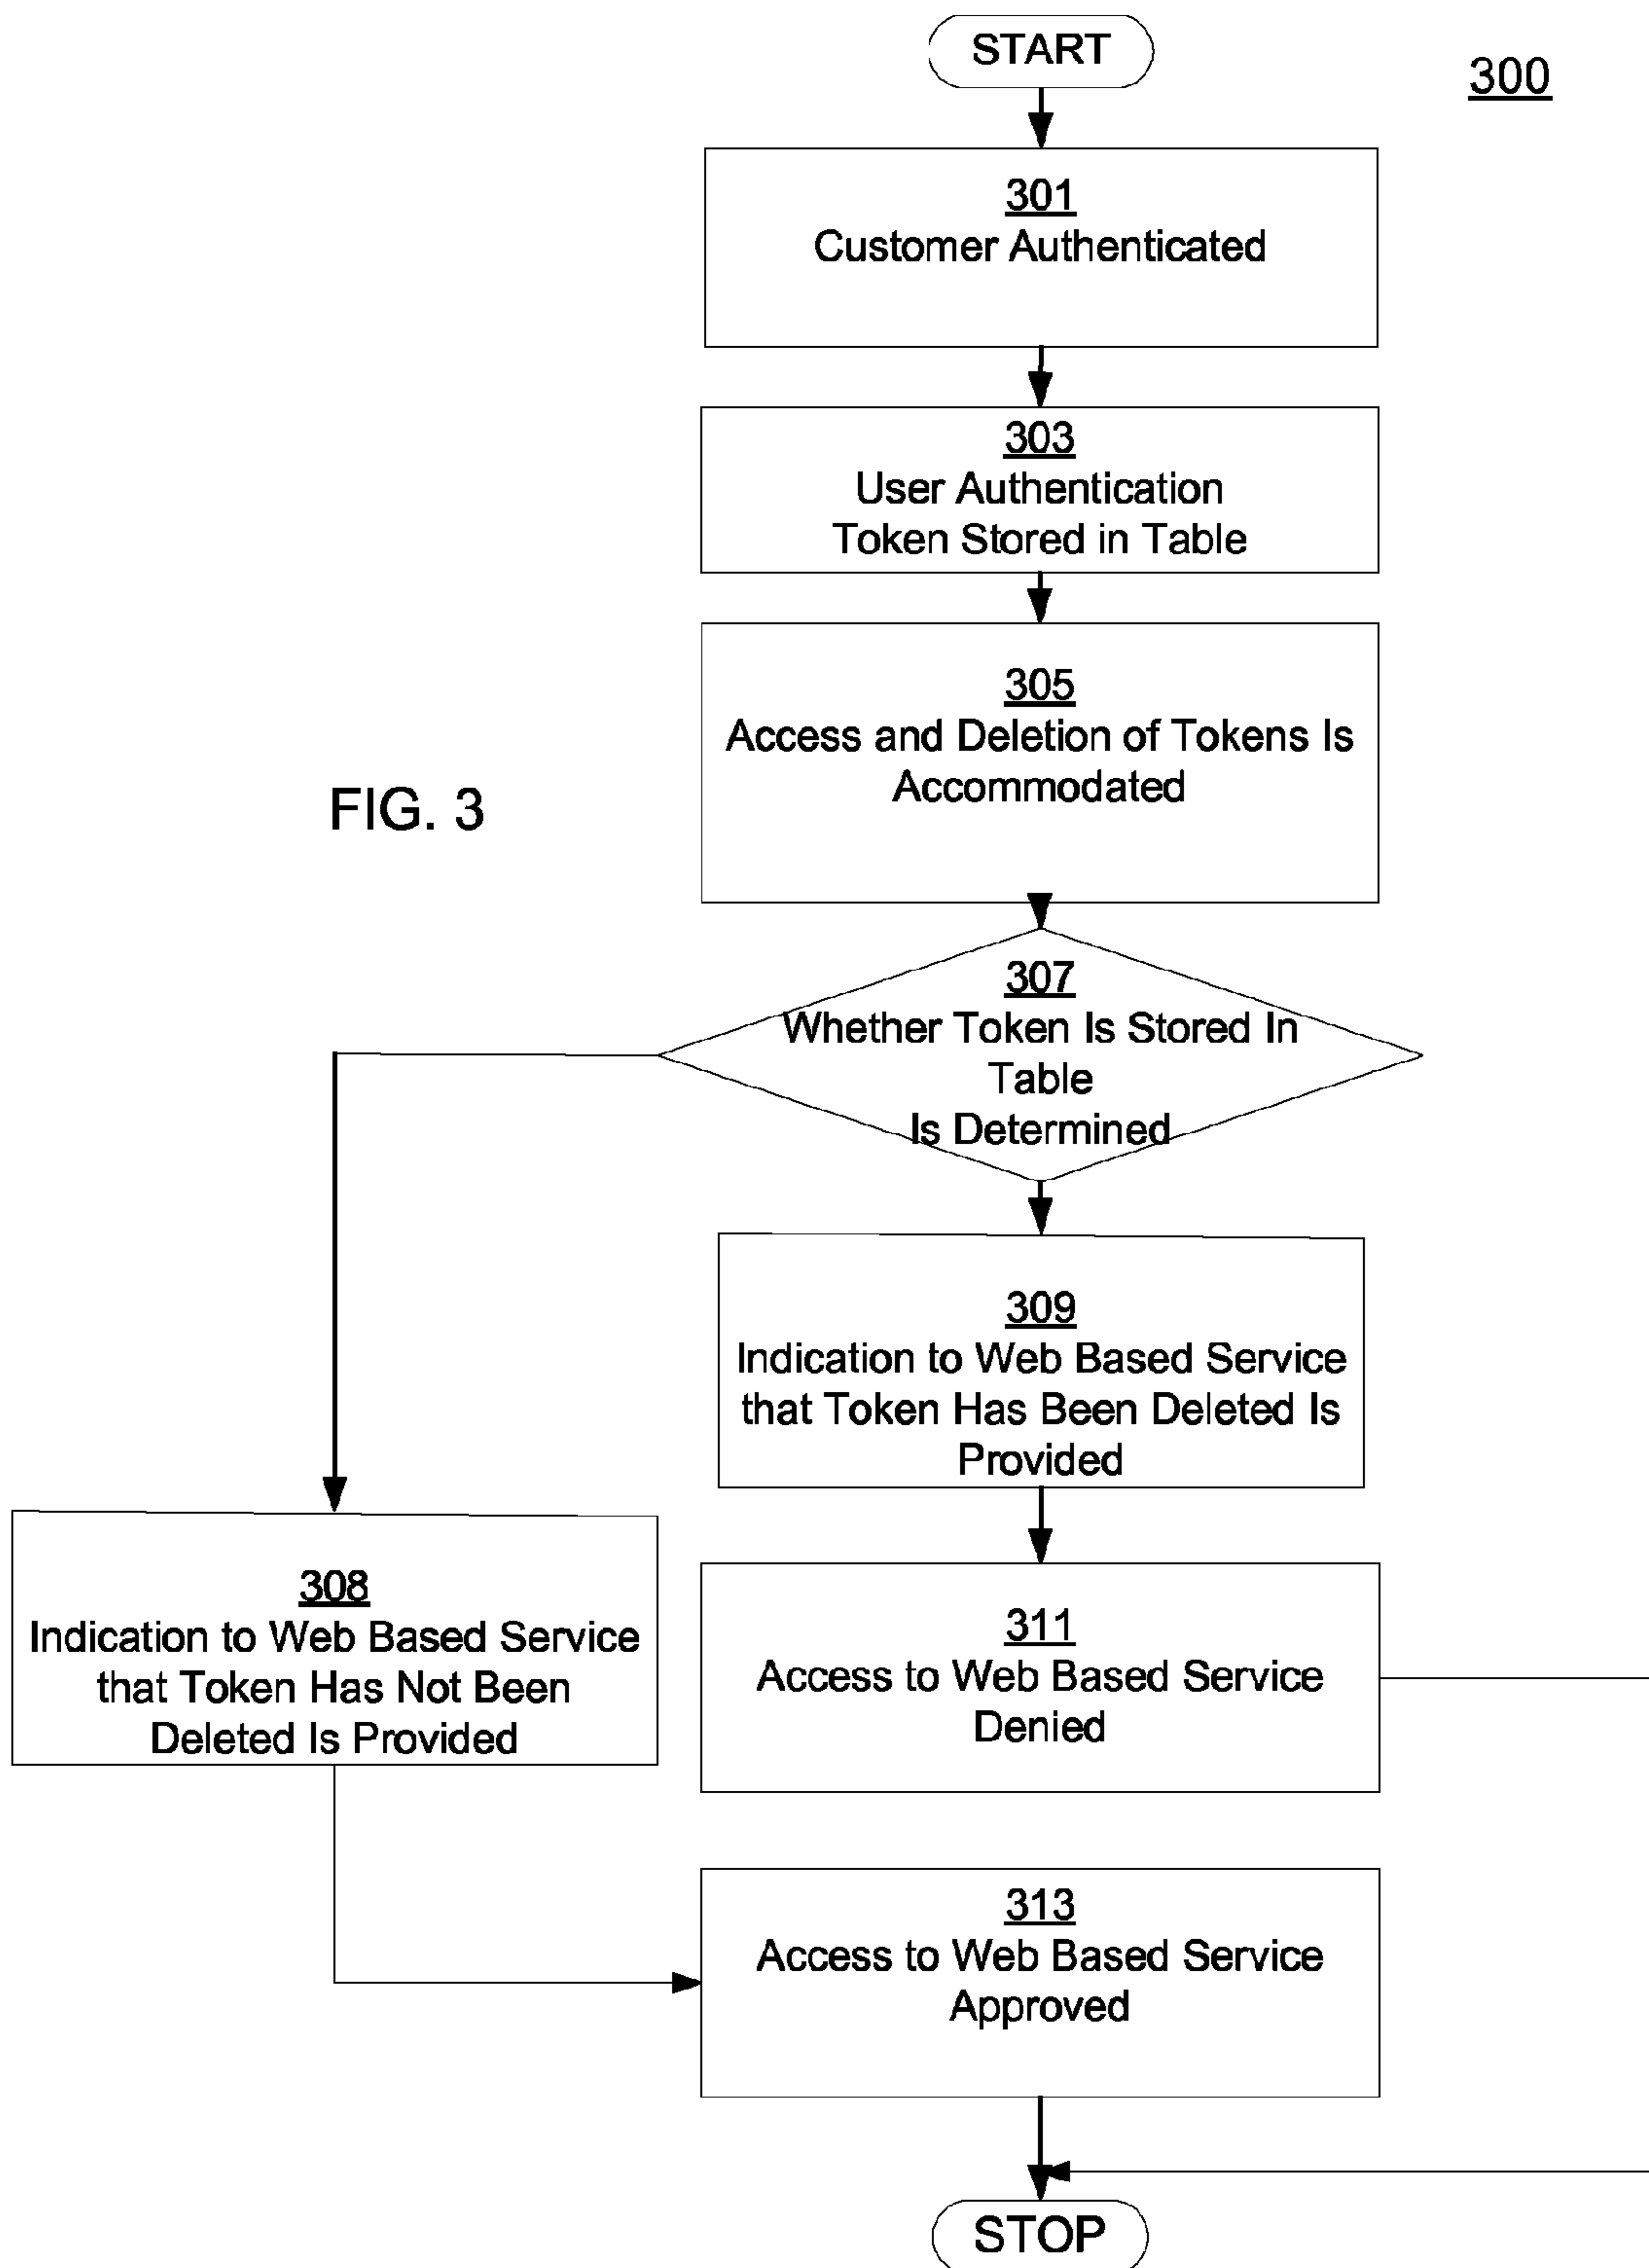 START
300
301
Customer Authenticated
303
User Authentication
Token Stored in Table
305
Access and Deletion of Tokens Is
Accommodated
FIG. 3
307
Whether Token Is Stored In
Table
Is Determined
309
Indication to Web Based Service
that Token Has Been Deleted Is
Provided
308
Indication to Web Based Service
that Token Has Not Been
Deleted Is Provided
311
Access to Web Based Service
Denied
313
Access to Web Based Service
Approved
STOP